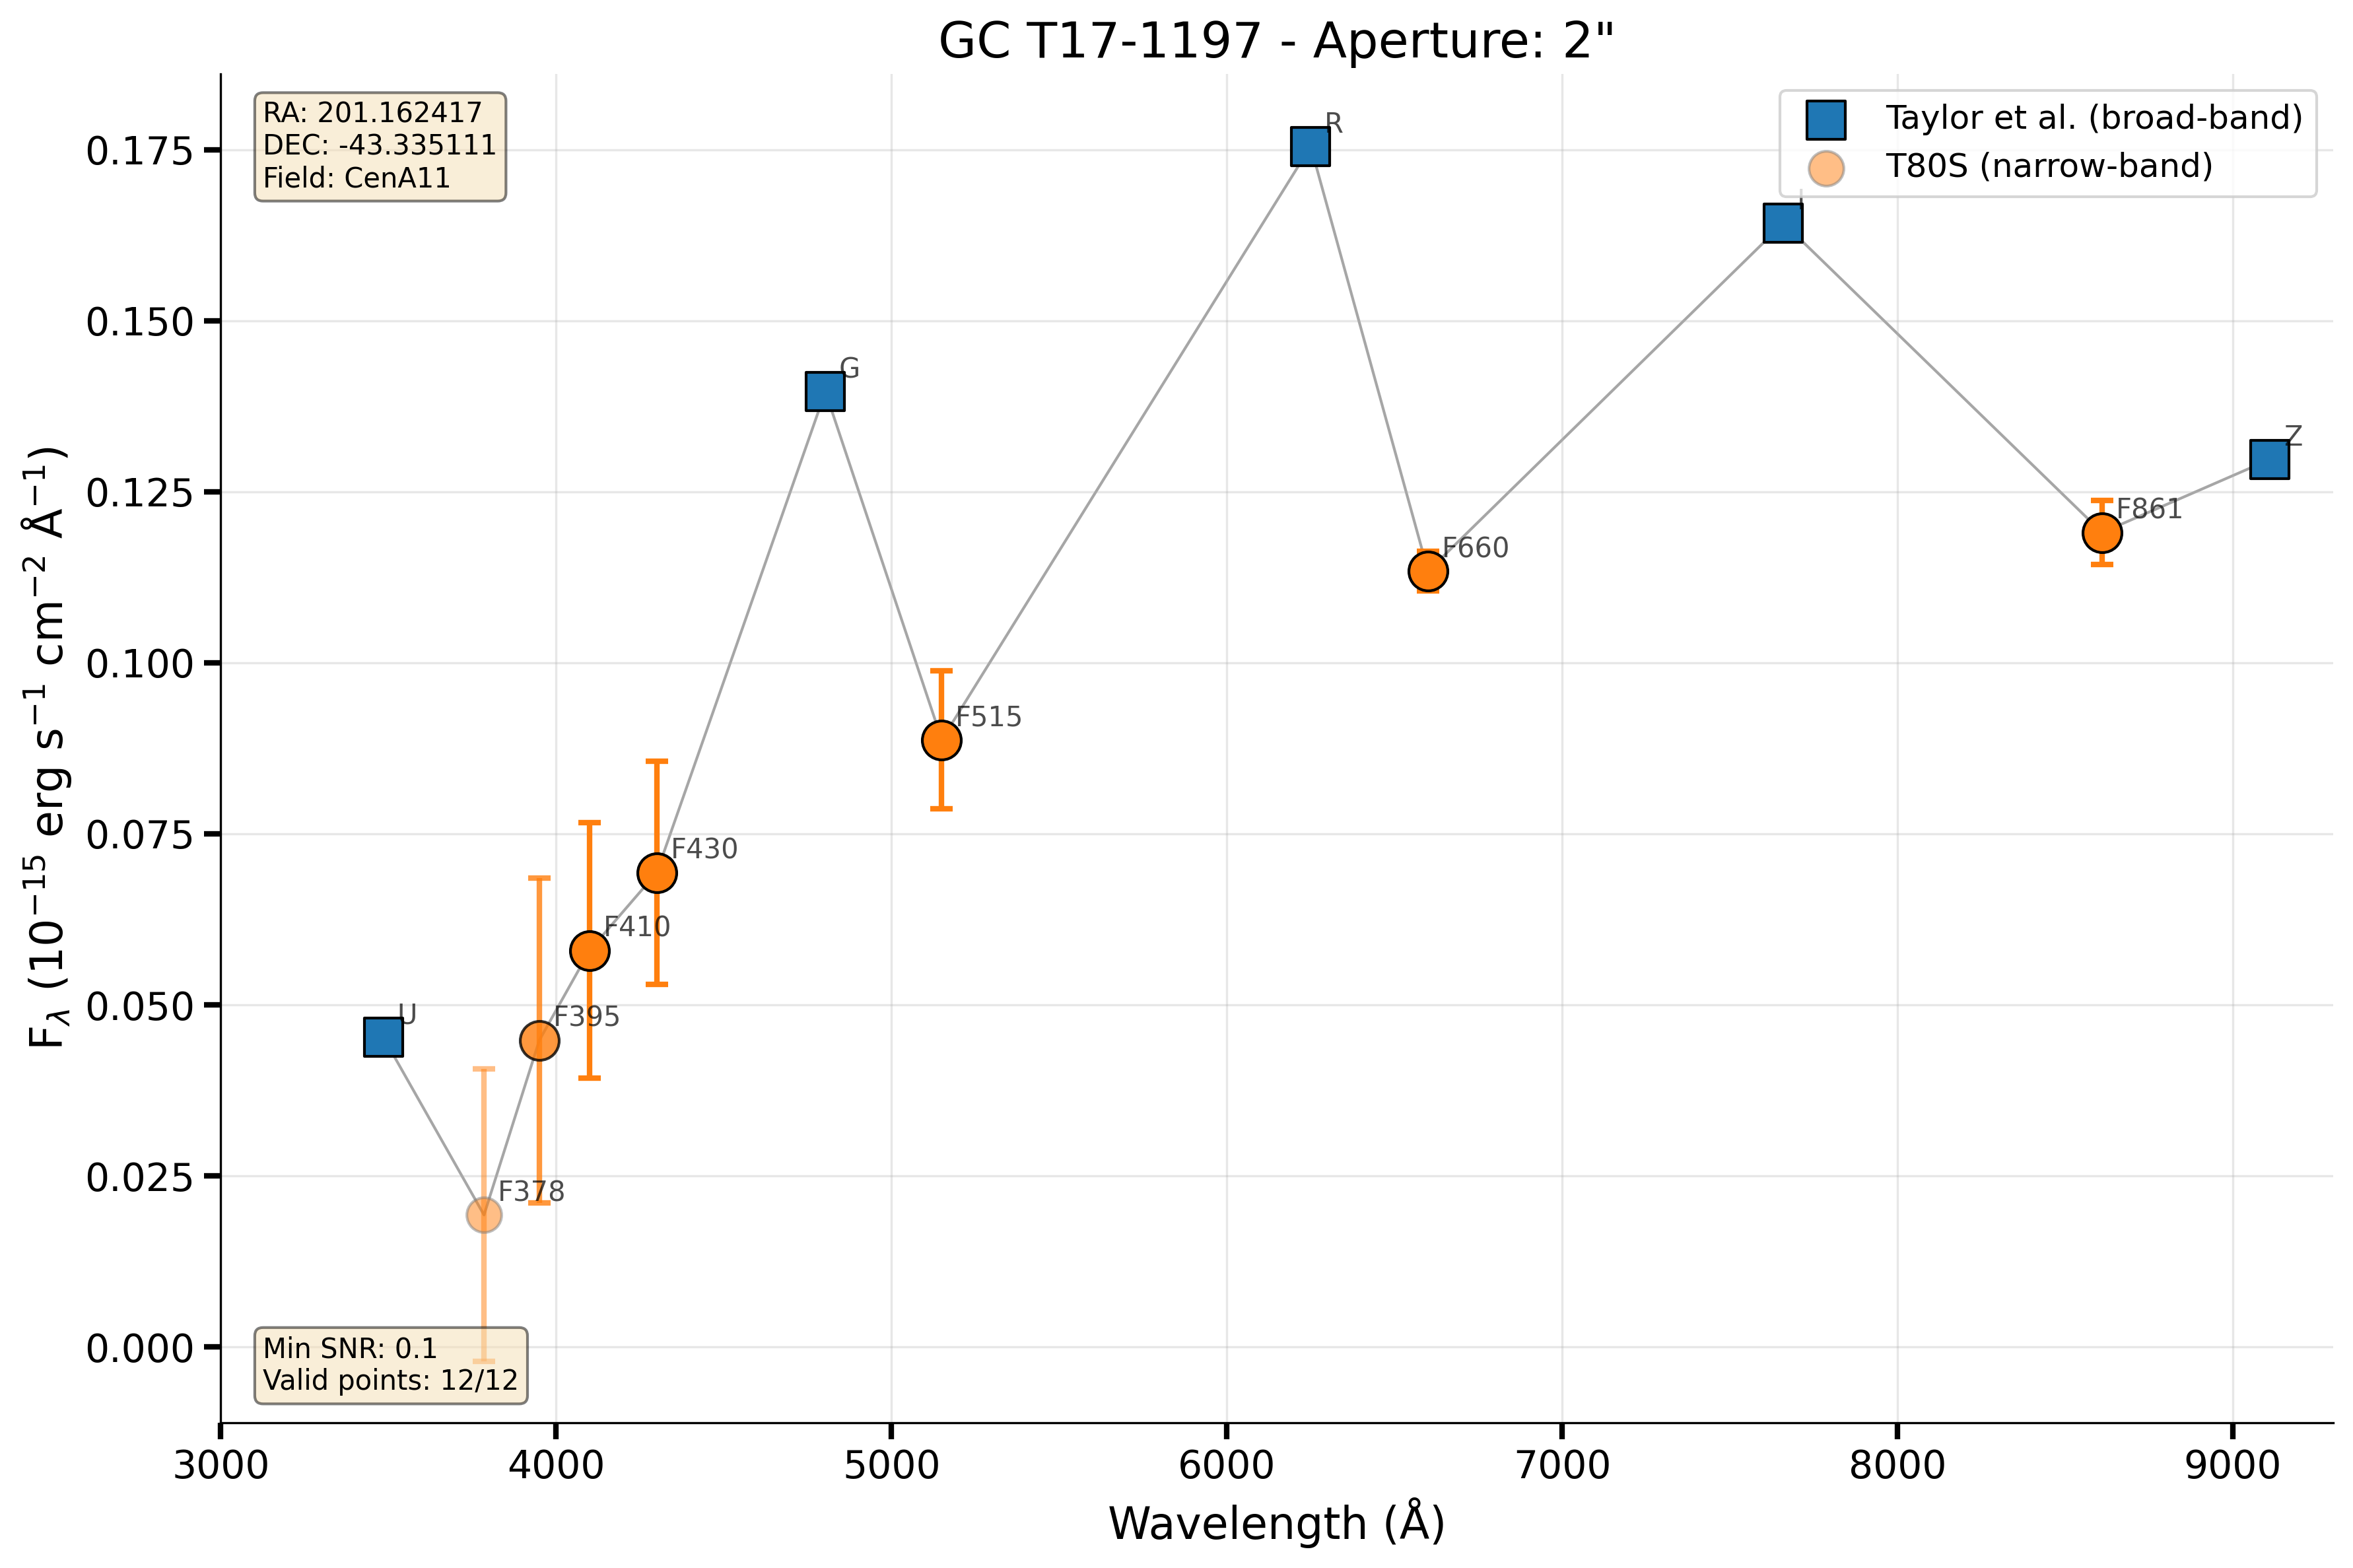 GC T17-1197 - Aperture: 2"
RA: 201.162417
DEC: -43.335111
Field: CenA11
Taylor et al. (broad-band)
T80S (narrow-band)
F_λ (10⁻¹⁵ erg s⁻¹ cm⁻² Å⁻¹)
0.175
0.150
0.125
0.100
0.075
0.050
0.025
0.000
R
G
Z
F861
F660
F515
F430
F410
F395
U
F378
Min SNR: 0.1
Valid points: 12/12
3000
4000
5000
6000
7000
8000
9000
Wavelength (Å)